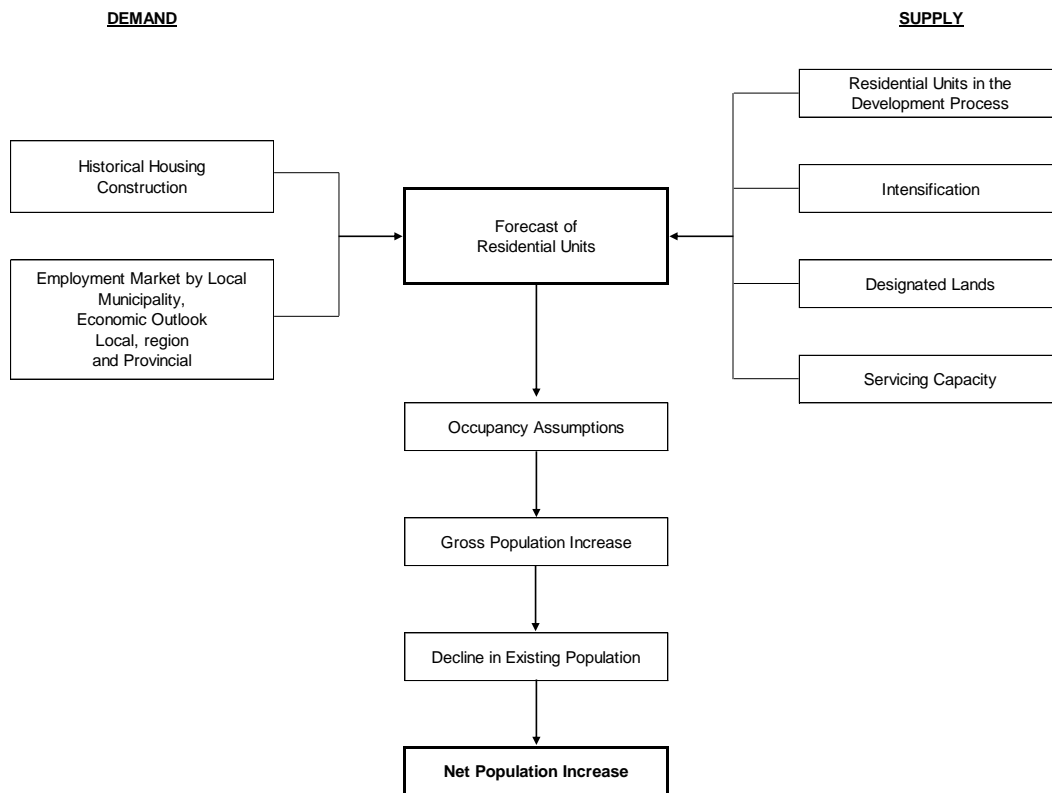 DEMAND
SUPPLY
Residential Units in the
Development Process
Historical Housing
Construction
Intensification
Forecast of
Residential Units
Employment Market by Local
Municipality,
Economic Outlook
Local, region
and Provincial
Designated Lands
Servicing Capacity
Occupancy Assumptions
Gross Population Increase
Decline in Existing Population
Net Population Increase